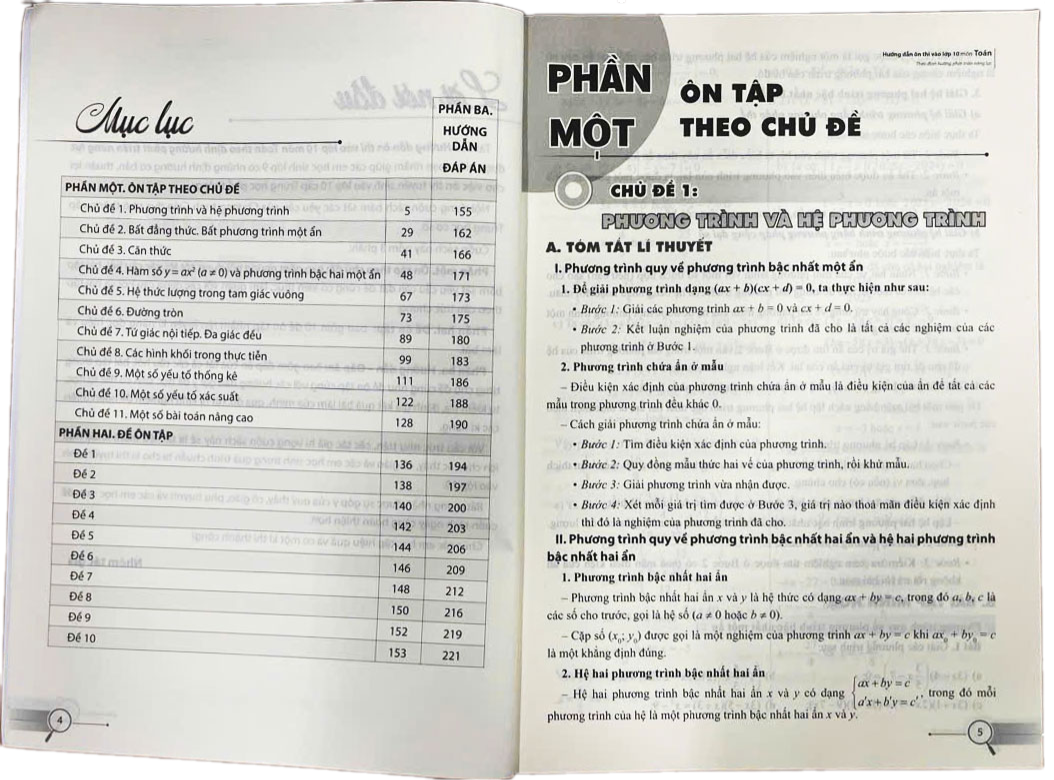 Mục lục
PHẦN BA.
HƯỚNG
DẪN
ĐÁP ÁN
PHẦN MỘT. ÔN TẬP THEO CHỦ ĐỀ
Chủ đề 1. Phương trình và hệ phương trình 5 155
Chủ đề 2. Bất đẳng thức. Bất phương trình một ẩn 29 162
Chủ đề 3. Căn thức 41 166
Chủ đề 4. Hàm số y = ax² (a ≠ 0) và phương trình bậc hai một ẩn 48 171
Chủ đề 5. Hệ thức lượng trong tam giác vuông 67 173
Chủ đề 6. Đường tròn 73 175
Chủ đề 7. Tứ giác nội tiếp. Đa giác đều 89 180
Chủ đề 8. Các hình khối trong thực tiễn 99 183
Chủ đề 9. Một số yếu tố thống kê 111 186
Chủ đề 10. Một số yếu tố xác suất 122 188
Chủ đề 11. Một số bài toán nâng cao 128 190
PHẦN HAI. ĐỀ ÔN TẬP
Đề 1 136 194
Đề 2 138 197
Đề 3 140 200
Đề 4 142 203
Đề 5 144 206
Đề 6 146 209
Đề 7 148 212
Đề 8 150 216
Đề 9 152 219
Đề 10 153 221
4
Hướng dẫn ôn thi vào lớp 10 môn Toán
Theo định hướng phát triển năng lực
PHẦN
MỘT
ÔN TẬP
THEO CHỦ ĐỀ
CHỦ ĐỀ 1:
PHƯƠNG TRÌNH VÀ HỆ PHƯƠNG TRÌNH
A. TÓM TẮT LÍ THUYẾT
I. Phương trình quy về phương trình bậc nhất một ẩn
1. Để giải phương trình dạng (ax + b)(cx + d) = 0, ta thực hiện như sau:
• Bước 1: Giải các phương trình ax + b = 0 và cx + d = 0.
• Bước 2: Kết luận nghiệm của phương trình đã cho là tất cả các nghiệm của các
phương trình ở Bước 1.
2. Phương trình chứa ẩn ở mẫu
– Điều kiện xác định của phương trình chứa ẩn ở mẫu là điều kiện của ẩn để tất cả các
mẫu trong phương trình đều khác 0.
– Cách giải phương trình chứa ẩn ở mẫu:
• Bước 1: Tìm điều kiện xác định của phương trình.
• Bước 2: Quy đồng mẫu thức hai vế của phương trình, rồi khử mẫu.
• Bước 3: Giải phương trình vừa nhận được.
• Bước 4: Xét mỗi giá trị tìm được ở Bước 3, giá trị nào thoả mãn điều kiện xác định
thì đó là nghiệm của phương trình đã cho.
II. Phương trình quy về phương trình bậc nhất hai ẩn và hệ hai phương trình
bậc nhất hai ẩn
1. Phương trình bậc nhất hai ẩn
– Phương trình bậc nhất hai ẩn x và y là hệ thức có dạng ax + by = c, trong đó a, b, c là
các số cho trước, gọi là hệ số (a ≠ 0 hoặc b ≠ 0).
– Cặp số (x₀; y₀) được gọi là một nghiệm của phương trình ax + by = c khi ax₀ + by₀ = c
là một khẳng định đúng.
2. Hệ hai phương trình bậc nhất hai ẩn
– Hệ hai phương trình bậc nhất hai ẩn x và y có dạng { ax + by = c
a'x + b'y = c' , trong đó mỗi
phương trình của hệ là một phương trình bậc nhất hai ẩn x và y.
5